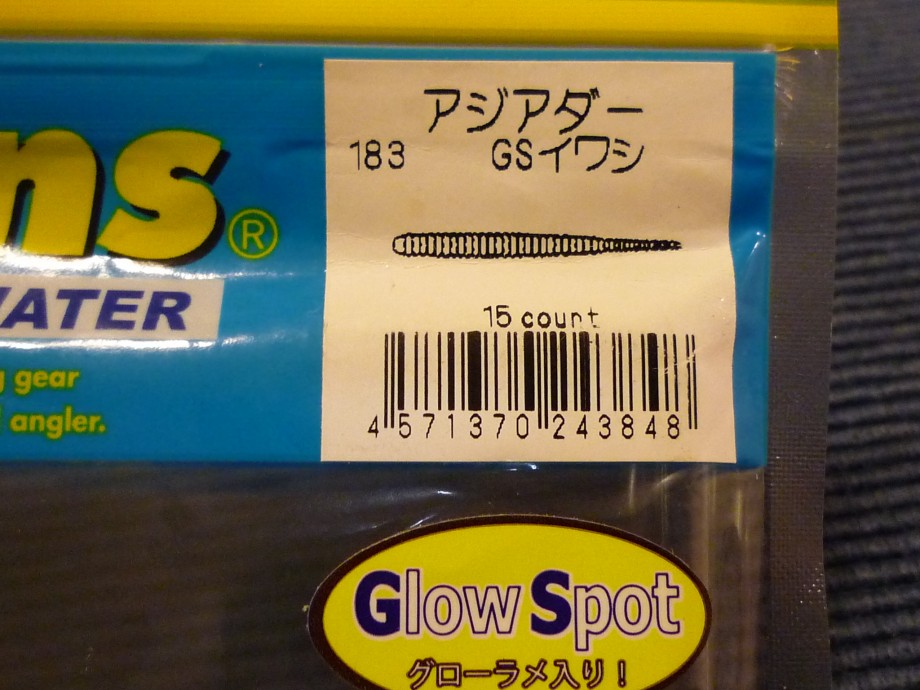 アジアダー
183 GSイワシ
ns®
WATER
15 count
g gear
angler.
4 571370 243848
Glow Spot
グローラメ入り!